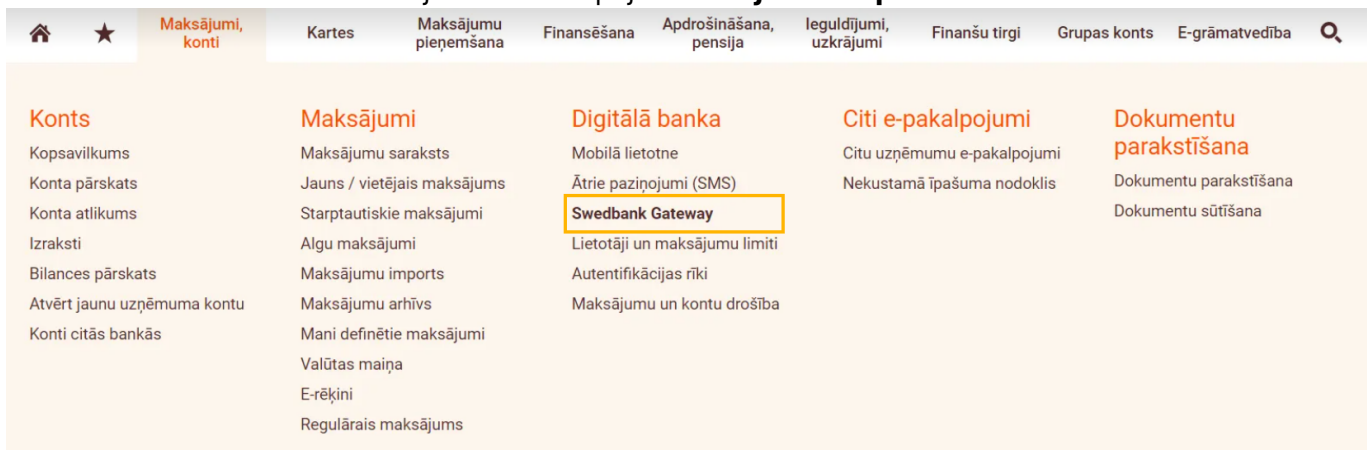 Maksājumi,
konti
Kartes
Maksājumu
pieņemšana
Finansēšana
Apdrošināšana,
pensija
Ieguldījumi,
uzkrājumi
Finanšu tirgi
Grupas konts
E-grāmatvedība
Konts
Kopsavilkums
Konta pārskats
Konta atlikums
Izraksti
Bilances pārskats
Atvērt jaunu uzņēmuma kontu
Konti citās bankās
Maksājumi
Maksājumu saraksts
Jauns / vietējais maksājums
Starptautiskie maksājumi
Algu maksājumi
Maksājumu imports
Maksājumu arhīvs
Mani definētie maksājumi
Valūtas maiņa
E-rēķini
Regulārais maksājums
Digitālā banka
Mobilā lietotne
Ātrie paziņojumi (SMS)
Swedbank Gateway
Lietotāji un maksājumu limiti
Autentifikācijas rīki
Maksājumu un kontu drošība
Citi e-pakalpojumi
Citu uzņēmumu e-pakalpojumi
Nekustamā īpašuma nodoklis
Dokumentu
parakstīšana
Dokumentu parakstīšana
Dokumentu sūtīšana